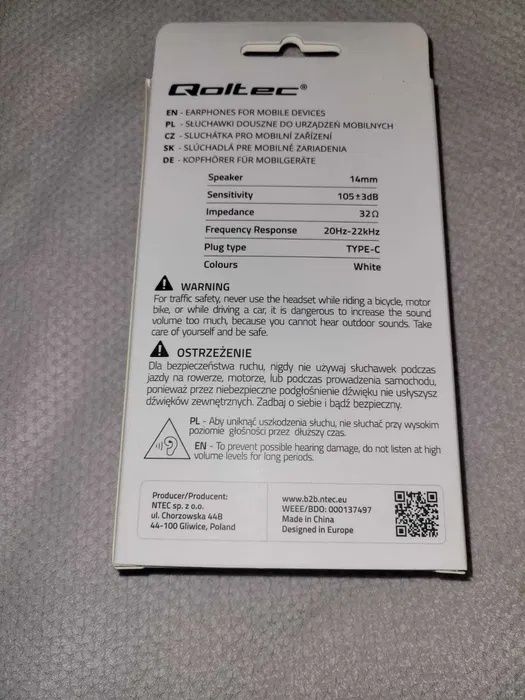 Qoltec®
EN - EARPHONES FOR MOBILE DEVICES
PL - SŁUCHAWKI DOUSZNE DO URZĄDZEŃ MOBILNYCH
CZ - SLUCHÁTKA PRO MOBILNÍ ZAŘÍZENÍ
SK - SLÚCHADLÁ PRE MOBILNÉ ZARIADENIA
DE - KOPFHÖRER FÜR MOBILGERÄTE
Speaker 14mm
Sensitivity 105±3dB
Impedance 32Ω
Frequency Response 20Hz-22kHz
Plug type TYPE-C
Colours White
WARNING
For traffic safety, never use the headset while riding a bicycle, motor
bike, or while driving a car, it is dangerous to increase the sound
volume too much, because you cannot hear outdoor sounds. Take
care of yourself and be safe.
OSTRZEŻENIE
Dla bezpieczeństwa ruchu, nigdy nie używaj słuchawek podczas
jazdy na rowerze, motorze, lub podczas prowadzenia samochodu,
ponieważ przez niebezpieczne podgłośnienie dźwięku nie usłyszysz
dźwięków zewnętrznych. Zadbaj o siebie i bądź bezpieczny.
PL - Aby uniknąć uszkodzenia słuchu, nie słuchać przy wysokim
poziomie głośności przez dłuższy czas.
EN - To prevent possible hearing damage, do not listen at high
volume levels for long periods.
Producer/Producent:
NTEC sp. z o.o.
ul. Chorzowska 44B
44-100 Gliwice, Poland
www.b2b.ntec.eu
WEEE/BDO: 000137497
Made in China
Designed in Europe